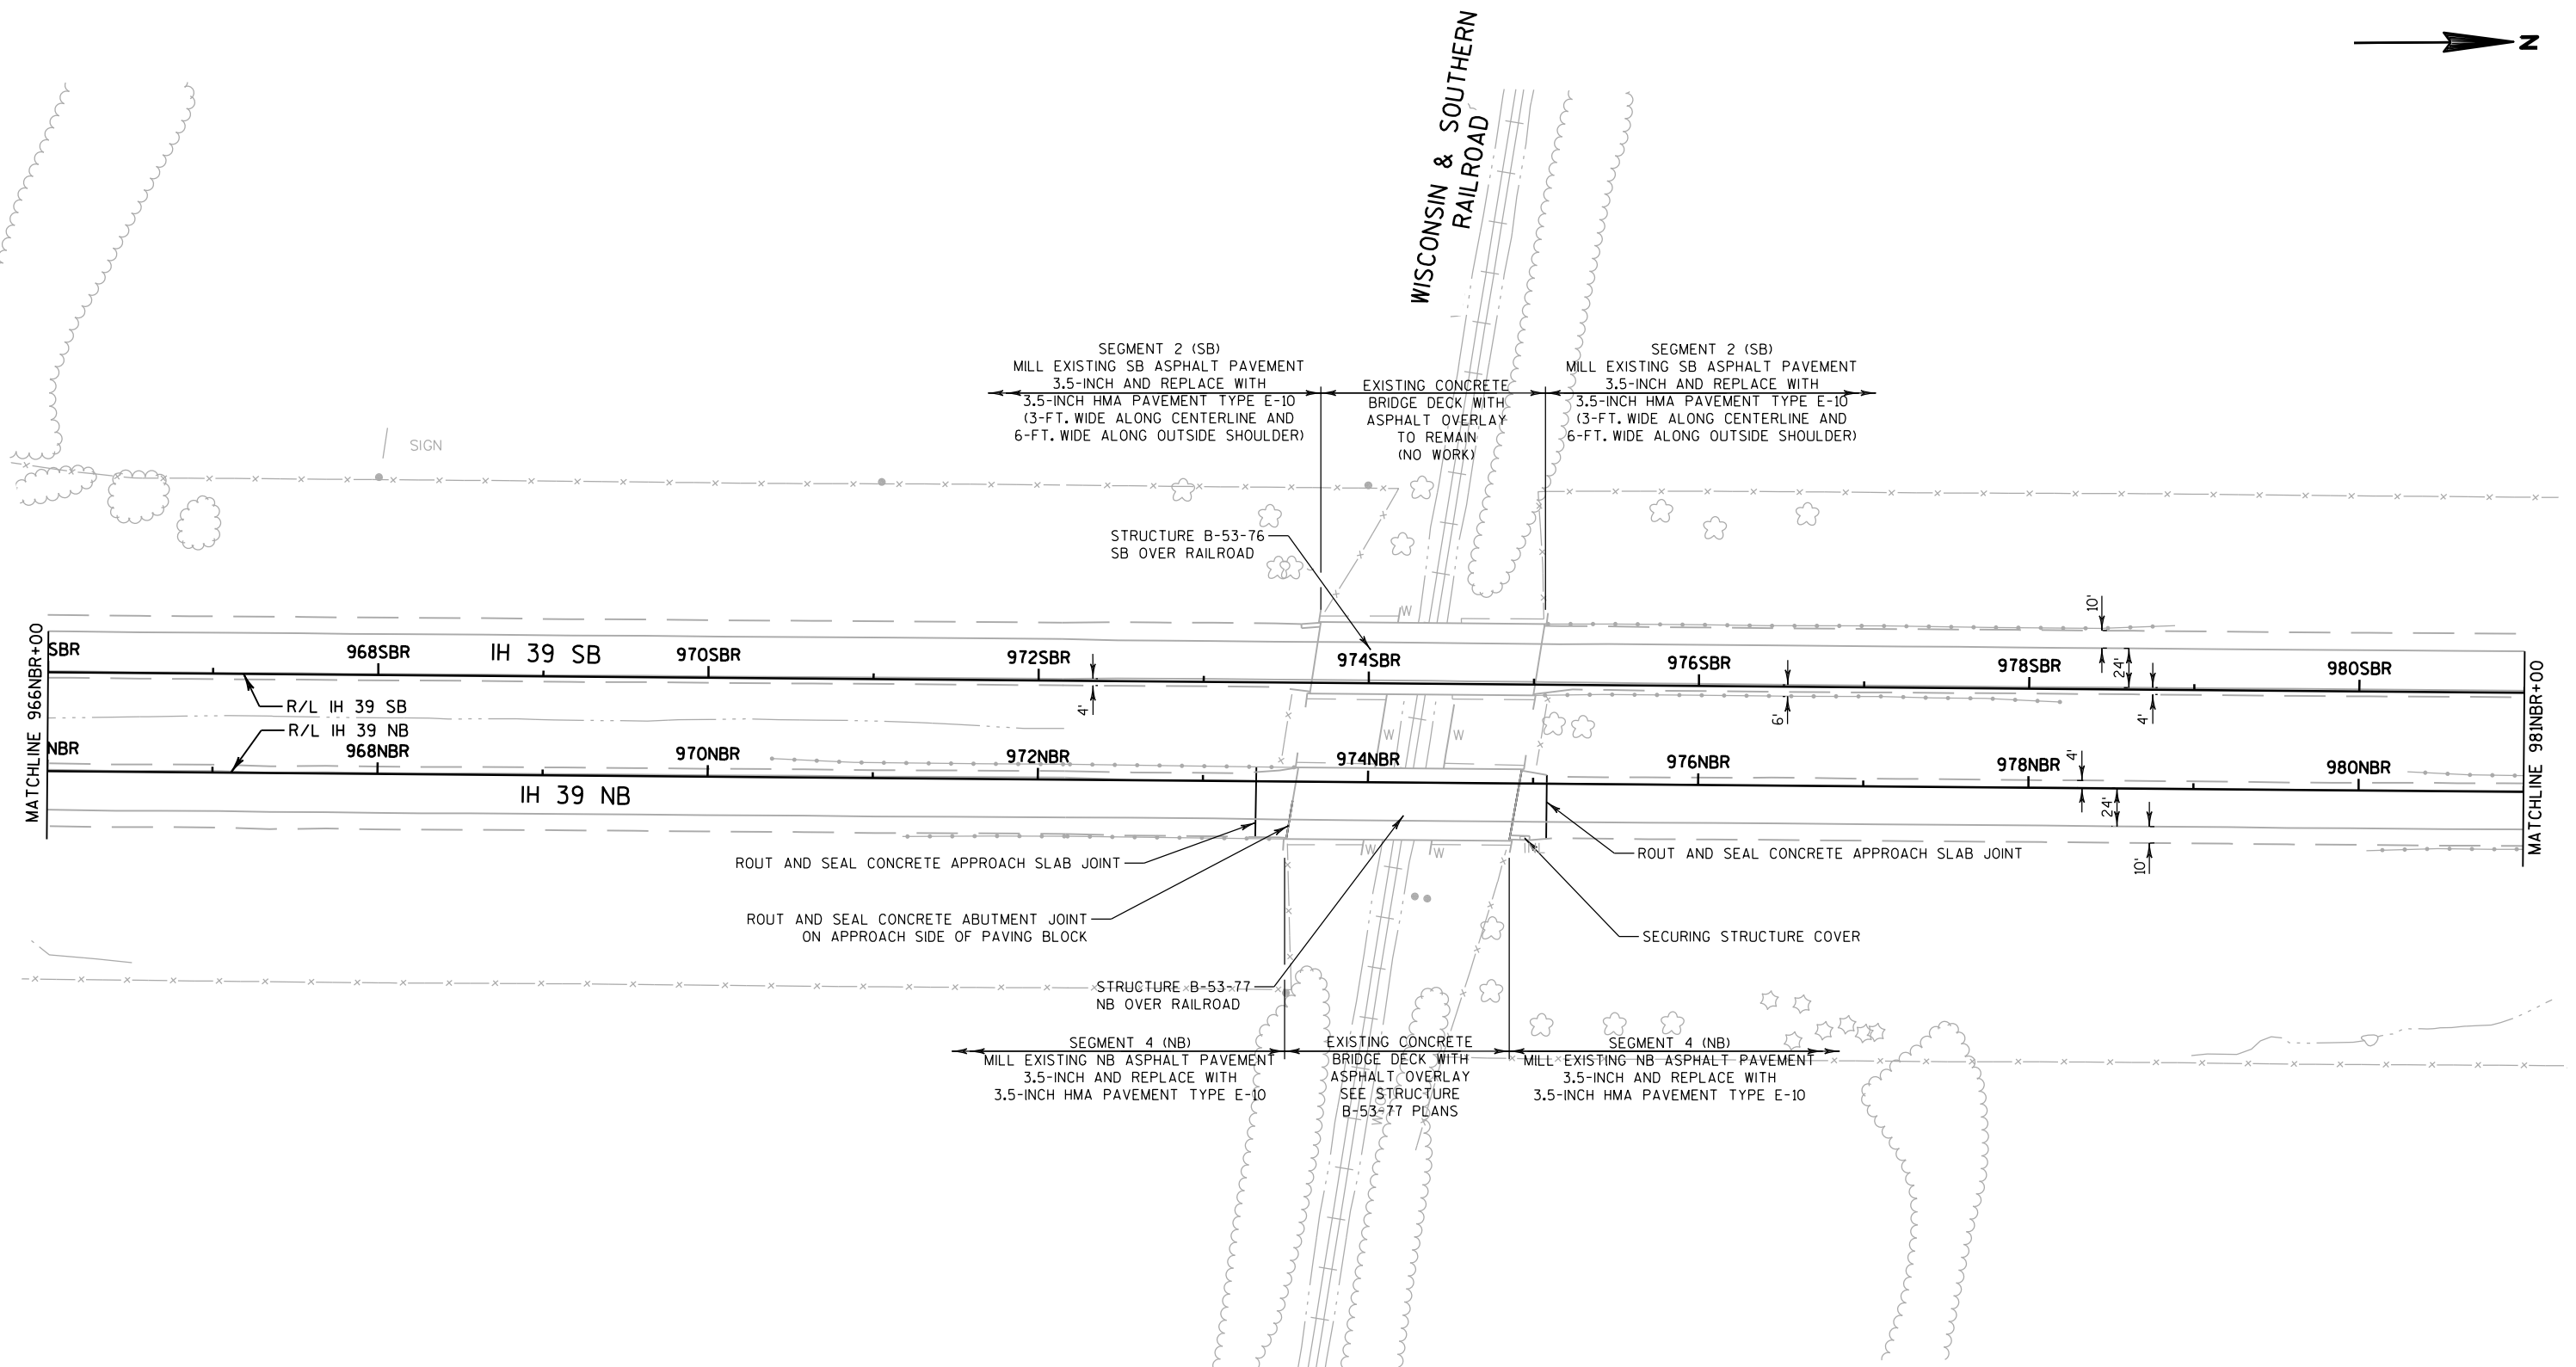 N
WISCONSIN & SOUTHERN
RAILROAD
SEGMENT 2 (SB)
MILL EXISTING SB ASPHALT PAVEMENT
3.5-INCH AND REPLACE WITH
3.5-INCH HMA PAVEMENT TYPE E-10
(3-FT. WIDE ALONG CENTERLINE AND
6-FT. WIDE ALONG OUTSIDE SHOULDER)
EXISTING CONCRETE
BRIDGE DECK WITH
ASPHALT OVERLAY
TO REMAIN
(NO WORK)
SEGMENT 2 (SB)
MILL EXISTING SB ASPHALT PAVEMENT
3.5-INCH AND REPLACE WITH
3.5-INCH HMA PAVEMENT TYPE E-10
(3-FT. WIDE ALONG CENTERLINE AND
6-FT. WIDE ALONG OUTSIDE SHOULDER)
SIGN
STRUCTURE B-53-76
SB OVER RAILROAD
W
10'
MATCHLINE 966NBR+00
SBR
968SBR
IH 39 SB
970SBR
972SBR
974SBR
976SBR
978SBR
24'
980SBR
MATCHLINE 981NBR+00
R/L IH 39 SB
4'
6'
4'
R/L IH 39 NB
W
W
NBR
968NBR
970NBR
972NBR
974NBR
976NBR
978NBR
4'
980NBR
IH 39 NB
24'
10'
W
W
ROUT AND SEAL CONCRETE APPROACH SLAB JOINT
ROUT AND SEAL CONCRETE APPROACH SLAB JOINT
ROUT AND SEAL CONCRETE ABUTMENT JOINT
ON APPROACH SIDE OF PAVING BLOCK
SECURING STRUCTURE COVER
STRUCTURE B-53-77
NB OVER RAILROAD
SEGMENT 4 (NB)
MILL EXISTING NB ASPHALT PAVEMENT
3.5-INCH AND REPLACE WITH
3.5-INCH HMA PAVEMENT TYPE E-10
EXISTING CONCRETE
BRIDGE DECK WITH
ASPHALT OVERLAY
SEE STRUCTURE
B-53-77 PLANS
SEGMENT 4 (NB)
MILL EXISTING NB ASPHALT PAVEMENT
3.5-INCH AND REPLACE WITH
3.5-INCH HMA PAVEMENT TYPE E-10